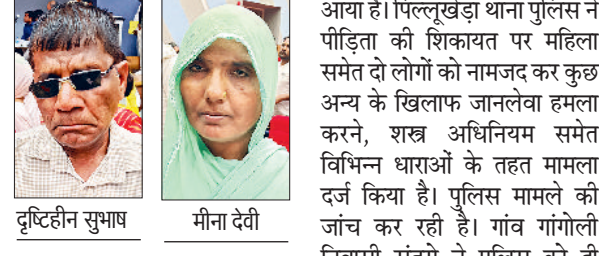 दृष्टिहीन सुभाष
मीना देवी
आया है। पिल्लूखेड़ा थाना पुलिस ने
पीड़िता की शिकायत पर महिला
समेत दो लोगों को नामजद कर कुछ
अन्य के खिलाफ जानलेवा हमला
करने, शस्त्र अधिनियम समेत
विभिन्न धाराओं के तहत मामला
दर्ज किया है। पुलिस मामले की
जांच कर रही है। गांव गांगोली